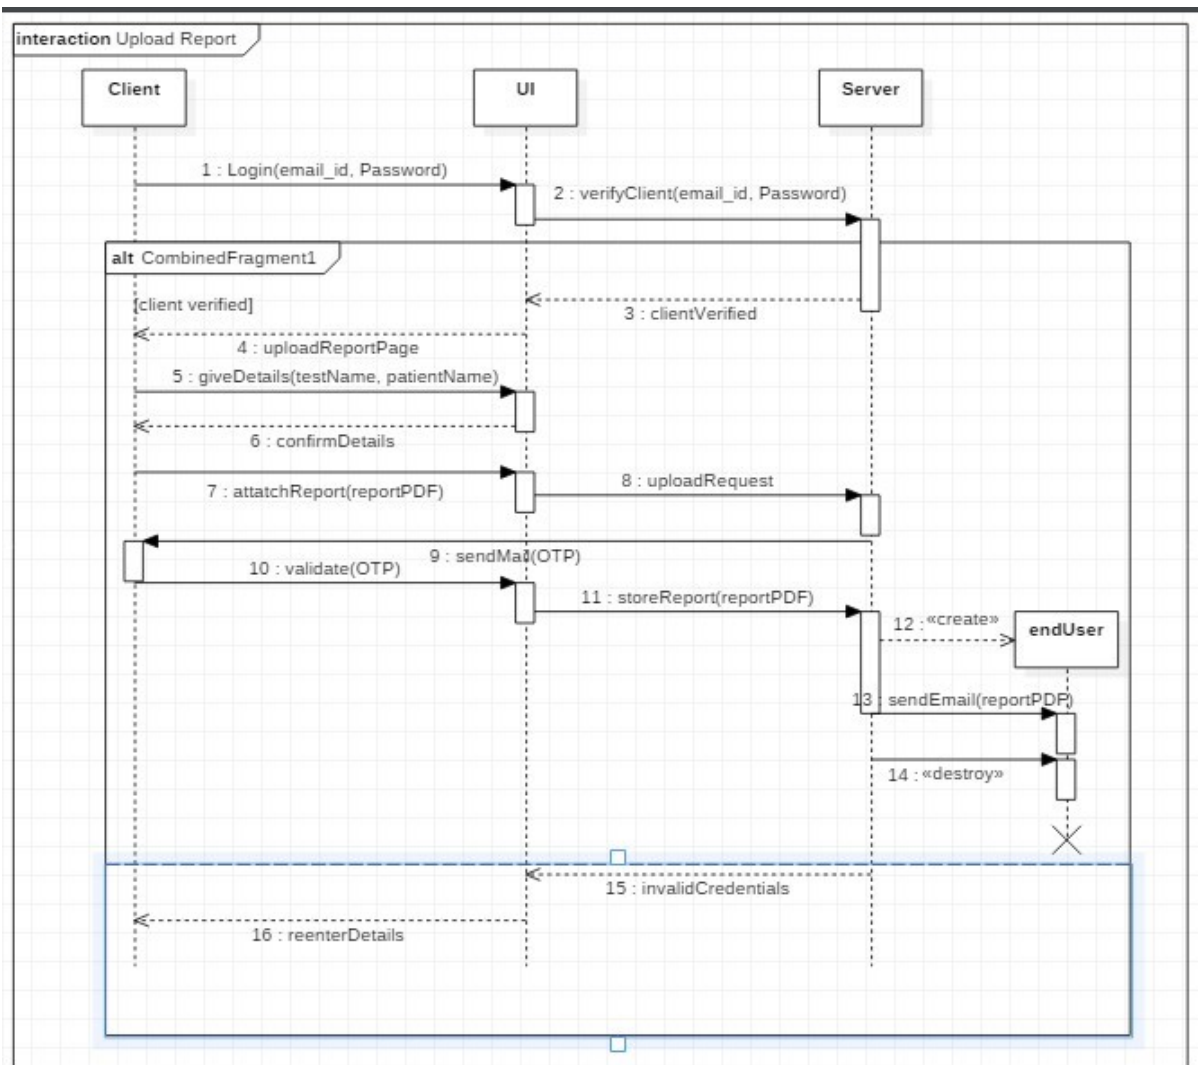 interaction Upload Report
Client
UI
Server
1 : Login(email_id, Password)
2 : verifyClient(email_id, Password)
alt CombinedFragment1
[client verified]
3 : clientVerified
4 : uploadReportPage
5 : giveDetails(testName, patientName)
6 : confirmDetails
7 : attatchReport(reportPDF)
8 : uploadRequest
9 : sendMail(OTP)
10 : validate(OTP)
11 : storeReport(reportPDF)
12 : «create»
endUser
13 : sendEmail(reportPDF)
14 : «destroy»
15 : invalidCredentials
16 : reenterDetails